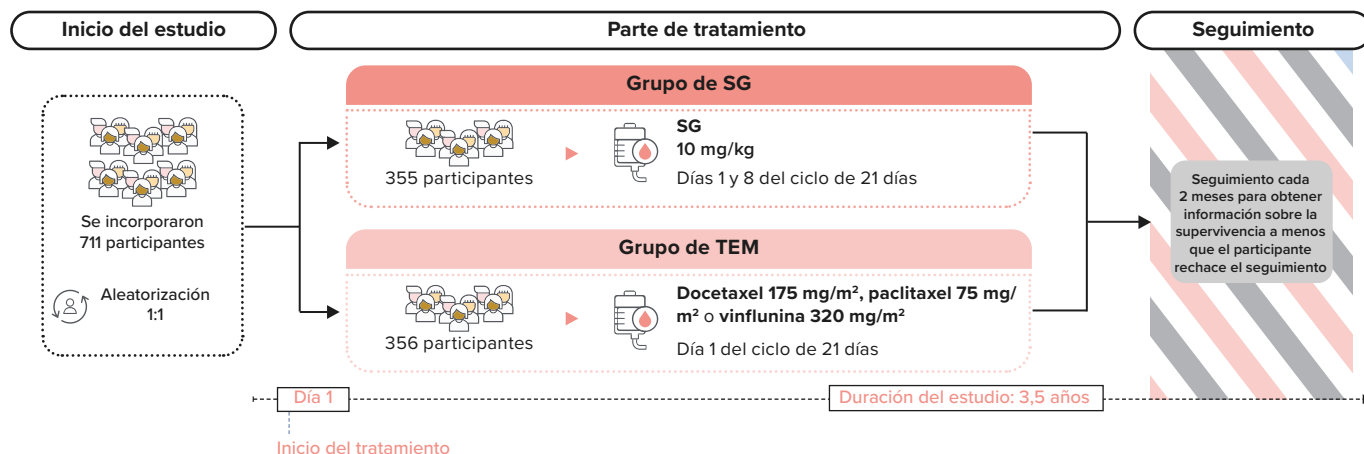 Inicio del estudio
Parte de tratamiento
Seguimiento
Se incorporaron
711 participantes
Aleatorización
1:1
Grupo de SG
355 participantes
SG
10 mg/kg
Días 1 y 8 del ciclo de 21 días
Grupo de TEM
356 participantes
Docetaxel 175 mg/m², paclitaxel 75 mg/
m² o vinflunina 320 mg/m²
Día 1 del ciclo de 21 días
Seguimiento cada
2 meses para obtener
información sobre la
supervivencia a menos
que el participante
rechace el seguimiento
Día 1
Duración del estudio: 3,5 años
Inicio del tratamiento